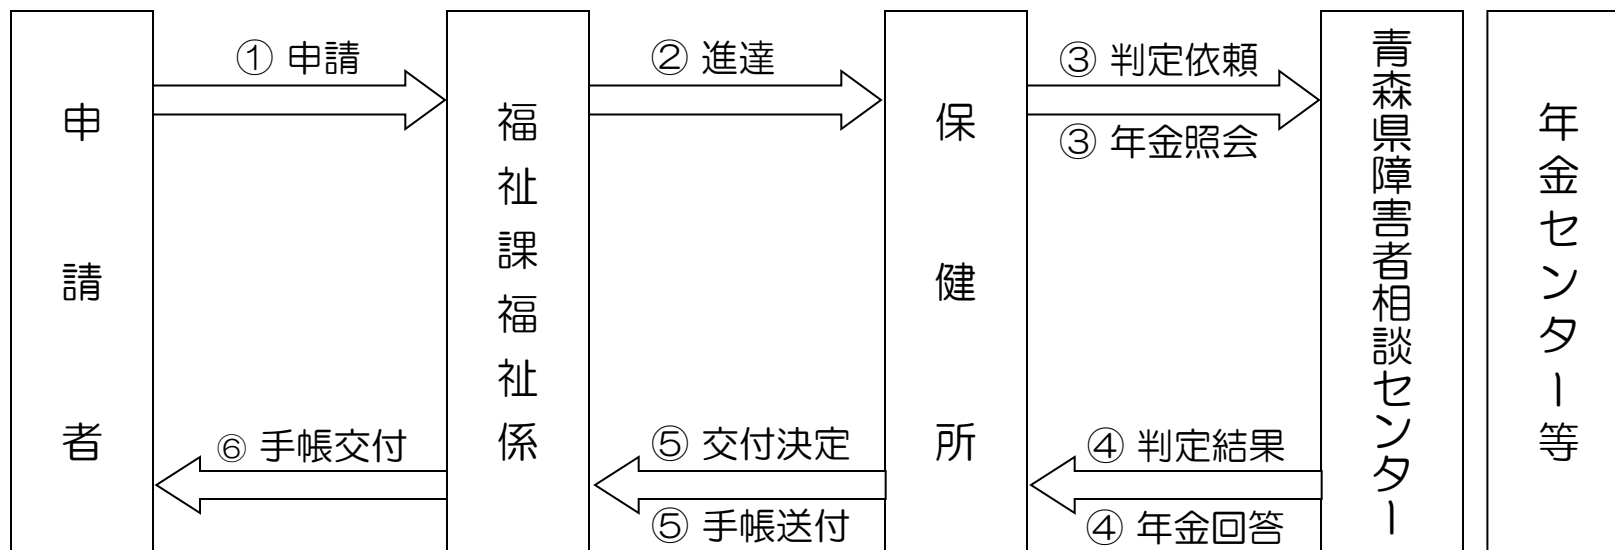 申請者
① 申請
⑥ 手帳交付
福祉課福祉係
② 進達
⑤ 交付決定
⑤ 手帳送付
保健所
③ 判定依頼
③ 年金照会
④ 判定結果
④ 年金回答
青森県障害者相談センター
年金センター等